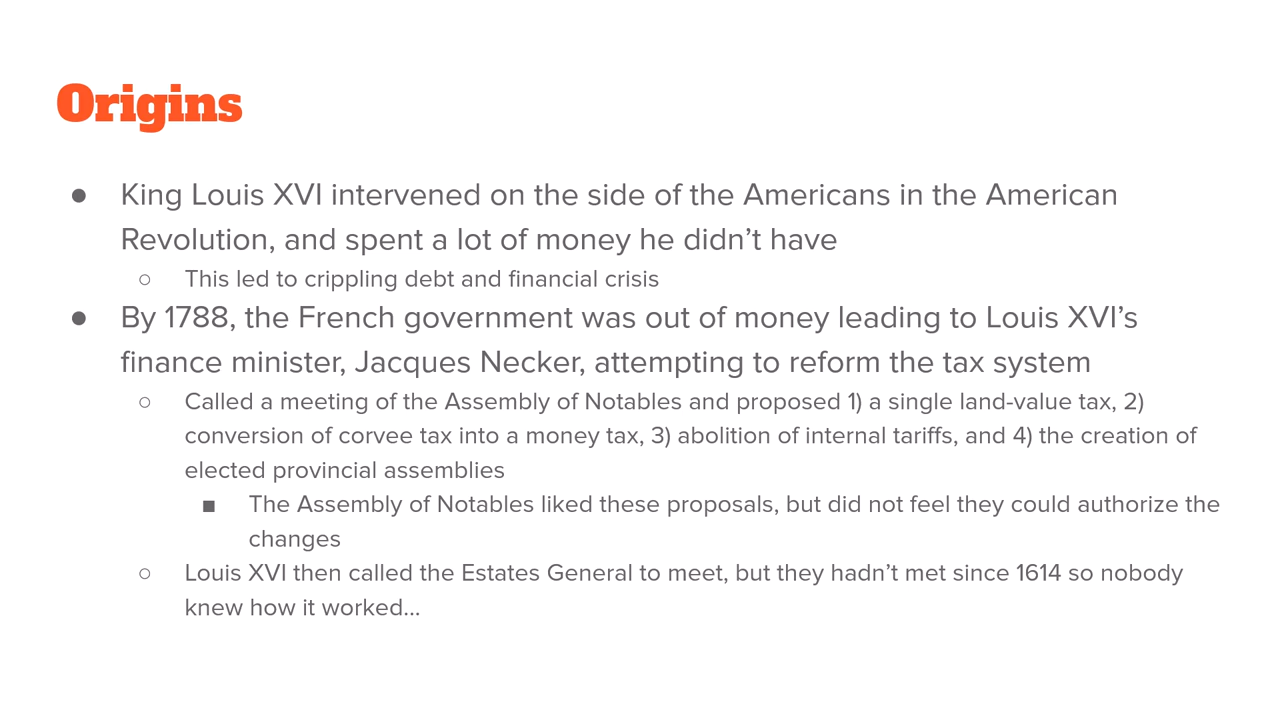 Origins
● King Louis XVI intervened on the side of the Americans in the American
Revolution, and spent a lot of money he didn’t have
○ This led to crippling debt and financial crisis
● By 1788, the French government was out of money leading to Louis XVI’s
finance minister, Jacques Necker, attempting to reform the tax system
○ Called a meeting of the Assembly of Notables and proposed 1) a single land-value tax, 2)
conversion of corvee tax into a money tax, 3) abolition of internal tariffs, and 4) the creation of
elected provincial assemblies
■ The Assembly of Notables liked these proposals, but did not feel they could authorize the
changes
○ Louis XVI then called the Estates General to meet, but they hadn’t met since 1614 so nobody
knew how it worked...